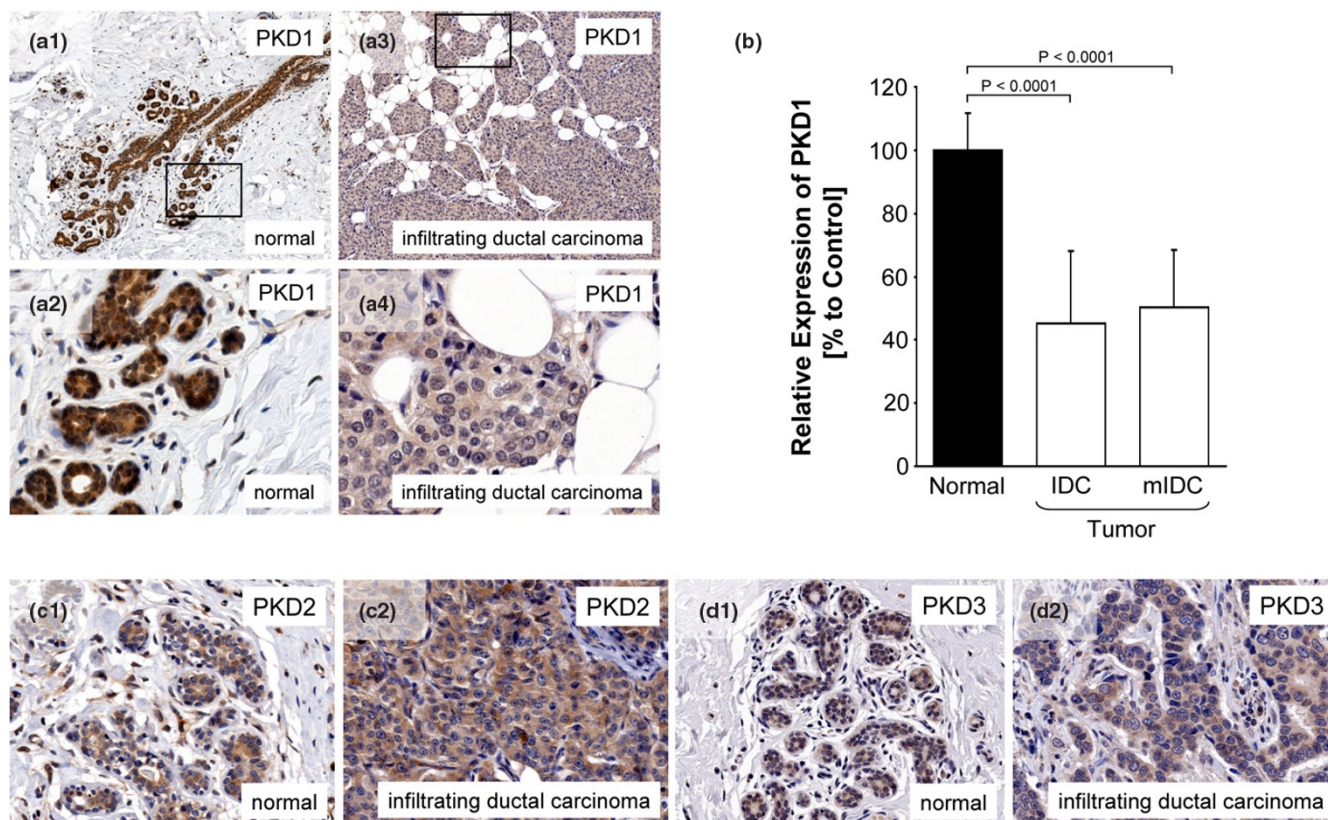 (a1)
PKD1
normal
(a3)
PKD1
infiltrating ductal carcinoma
(a2)
PKD1
normal
(a4)
PKD1
infiltrating ductal carcinoma
(b)
P < 0.0001
P < 0.0001
Relative Expression of PKD1
[% to Control]
120
100
80
60
40
20
0
Normal
IDC
mIDC
Tumor
(c1)
PKD2
normal
(c2)
PKD2
infiltrating ductal carcinoma
(d1)
PKD3
normal
(d2)
PKD3
infiltrating ductal carcinoma